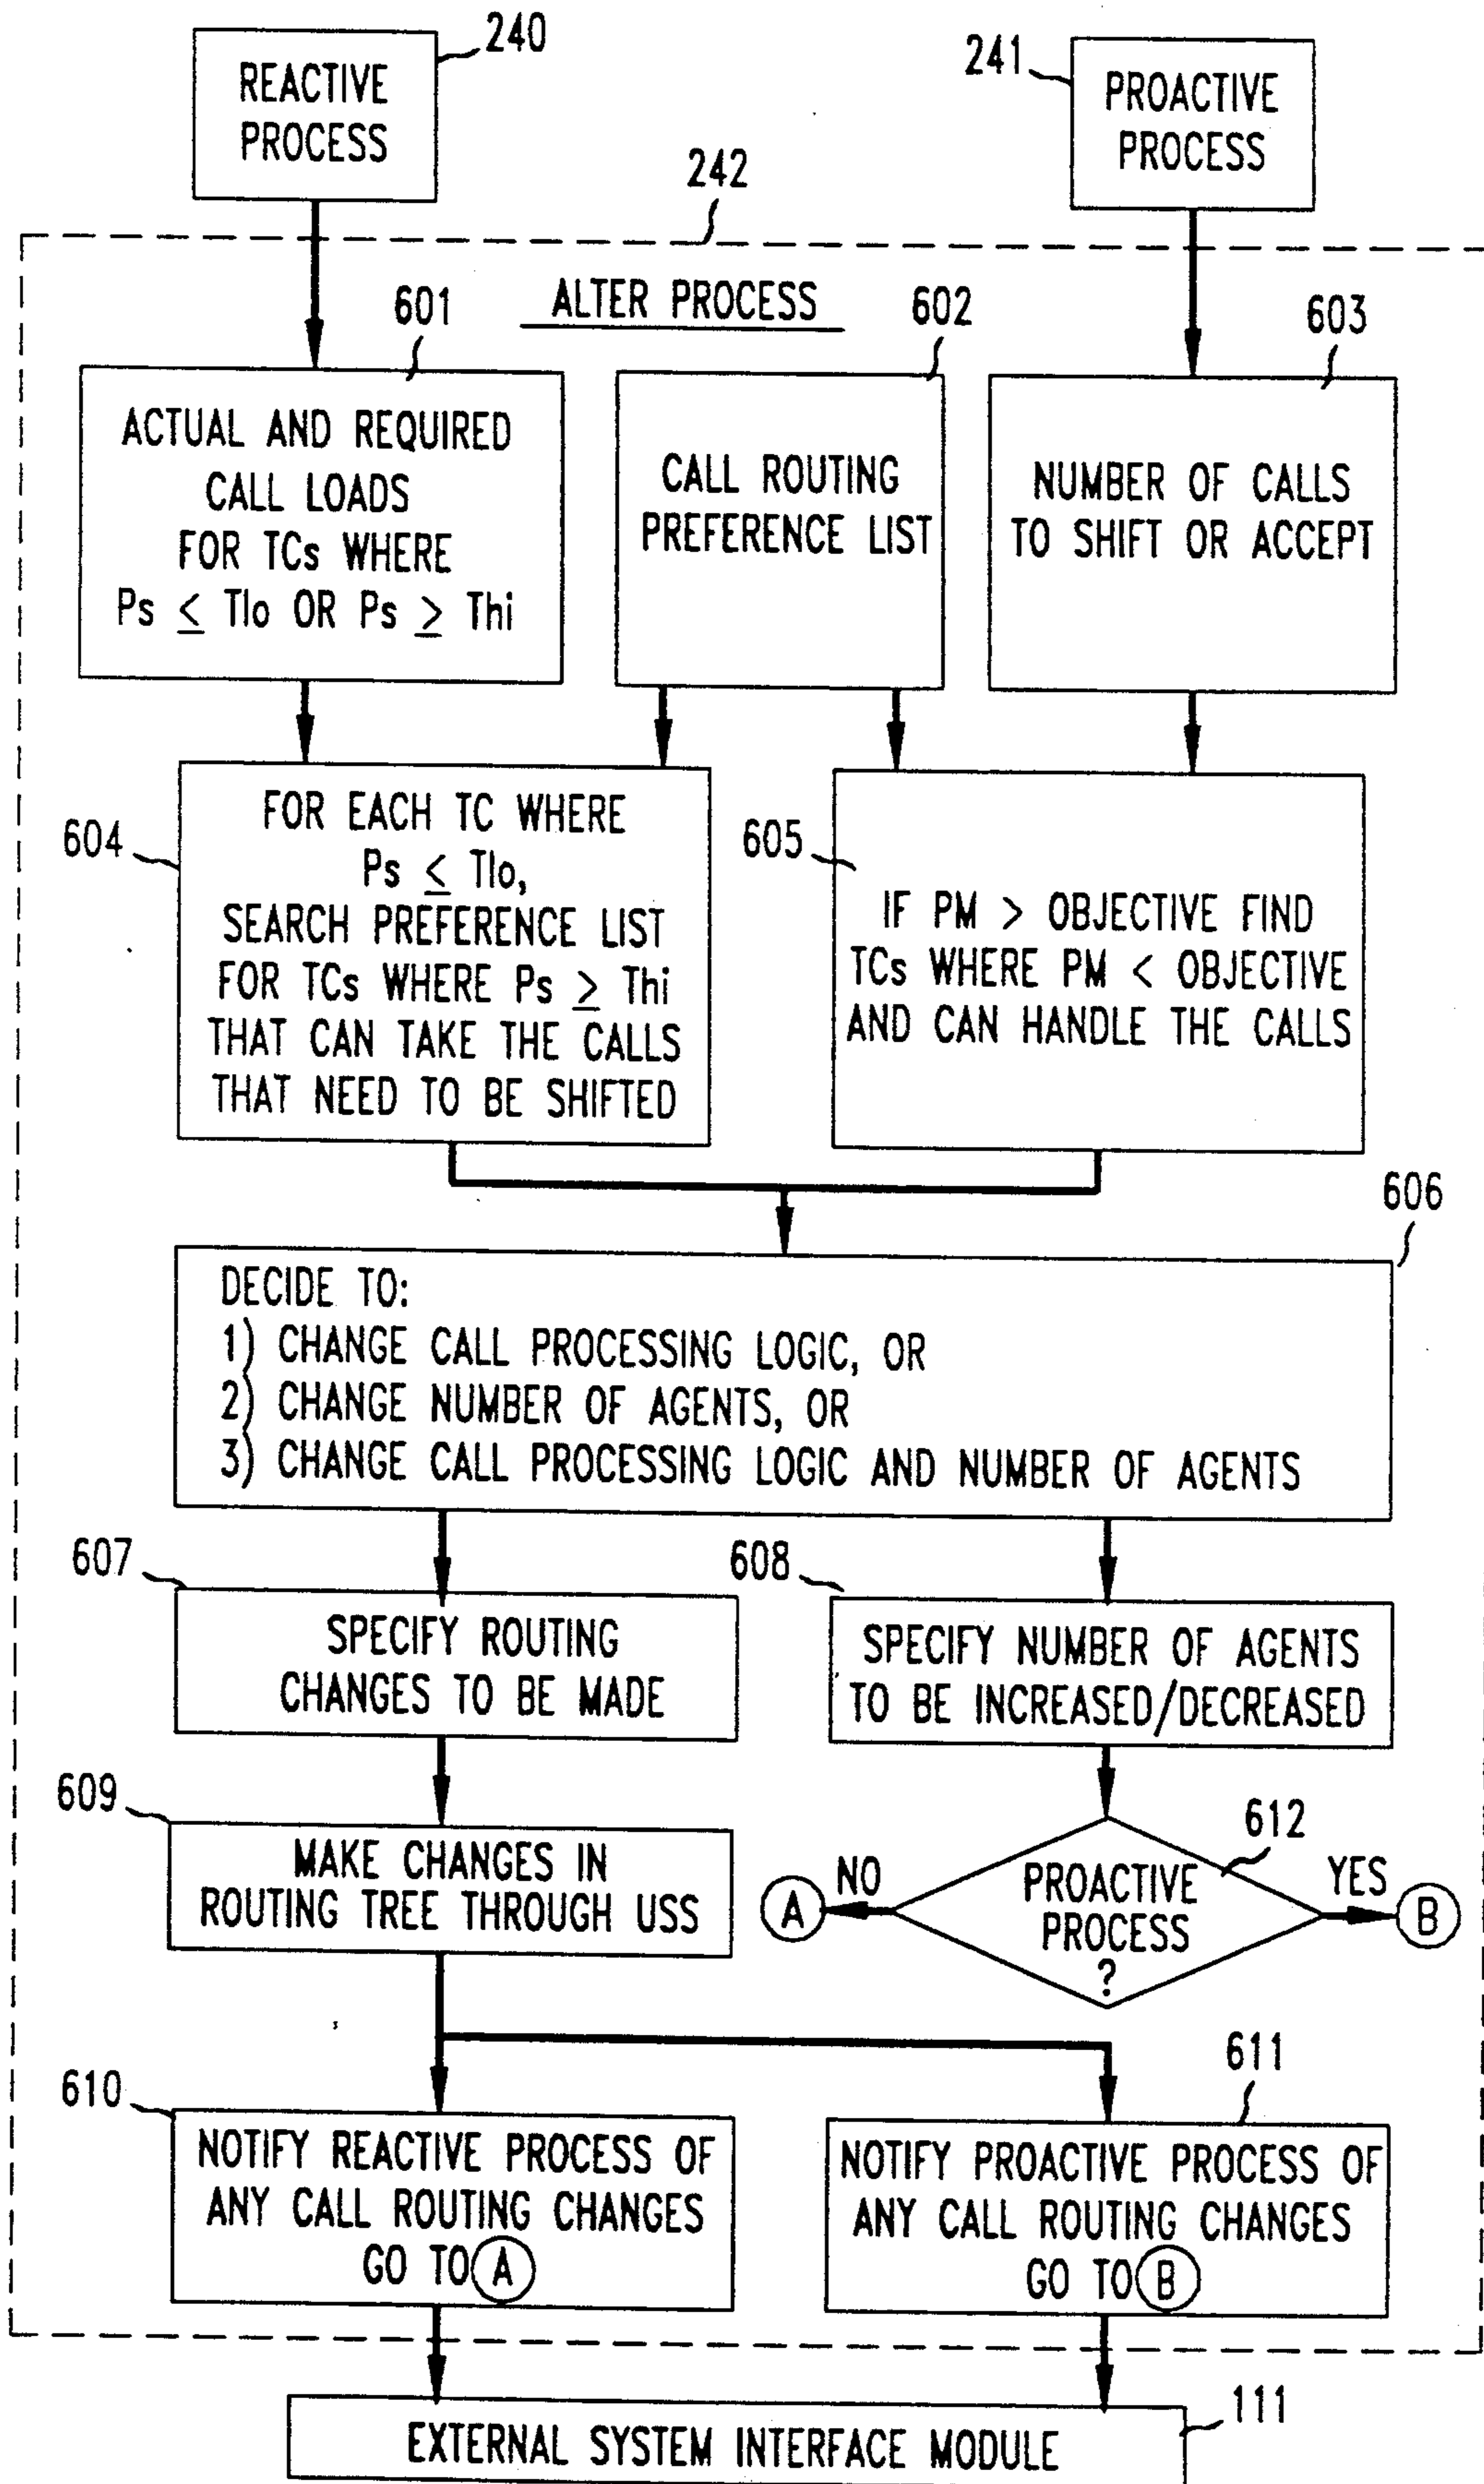 240
REACTIVE
PROCESS
241
PROACTIVE
PROCESS
242
ALTER PROCESS
601
ACTUAL AND REQUIRED
CALL LOADS
FOR TCs WHERE
Ps ≤ Tlo OR Ps ≥ Thi
602
CALL ROUTING
PREFERENCE LIST
603
NUMBER OF CALLS
TO SHIFT OR ACCEPT
604
FOR EACH TC WHERE
Ps ≤ Tlo,
SEARCH PREFERENCE LIST
FOR TCs WHERE Ps ≥ Thi
THAT CAN TAKE THE CALLS
THAT NEED TO BE SHIFTED
605
IF PM > OBJECTIVE FIND
TCs WHERE PM < OBJECTIVE
AND CAN HANDLE THE CALLS
606
DECIDE TO:
1) CHANGE CALL PROCESSING LOGIC, OR
2) CHANGE NUMBER OF AGENTS, OR
3) CHANGE CALL PROCESSING LOGIC AND NUMBER OF AGENTS
607
SPECIFY ROUTING
CHANGES TO BE MADE
608
SPECIFY NUMBER OF AGENTS
TO BE INCREASED/DECREASED
609
MAKE CHANGES IN
ROUTING TREE THROUGH USS
612
A NO
PROACTIVE
PROCESS
?
YES B
610
NOTIFY REACTIVE PROCESS OF
ANY CALL ROUTING CHANGES
GO TO A
611
NOTIFY PROACTIVE PROCESS OF
ANY CALL ROUTING CHANGES
GO TO B
EXTERNAL SYSTEM INTERFACE MODULE
111